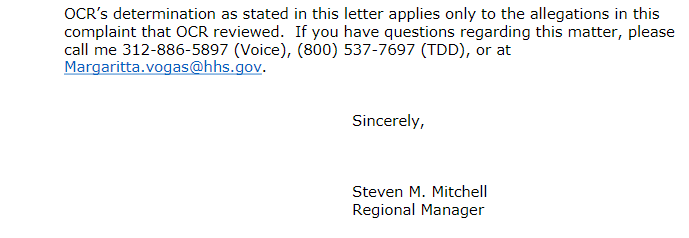 OCR’s determination as stated in this letter applies only to the allegations in this
complaint that OCR reviewed.  If you have questions regarding this matter, please
call me 312-886-5897 (Voice), (800) 537-7697 (TDD), or at
Margaritta.vogas@hhs.gov.
Sincerely,
Steven M. Mitchell
Regional Manager